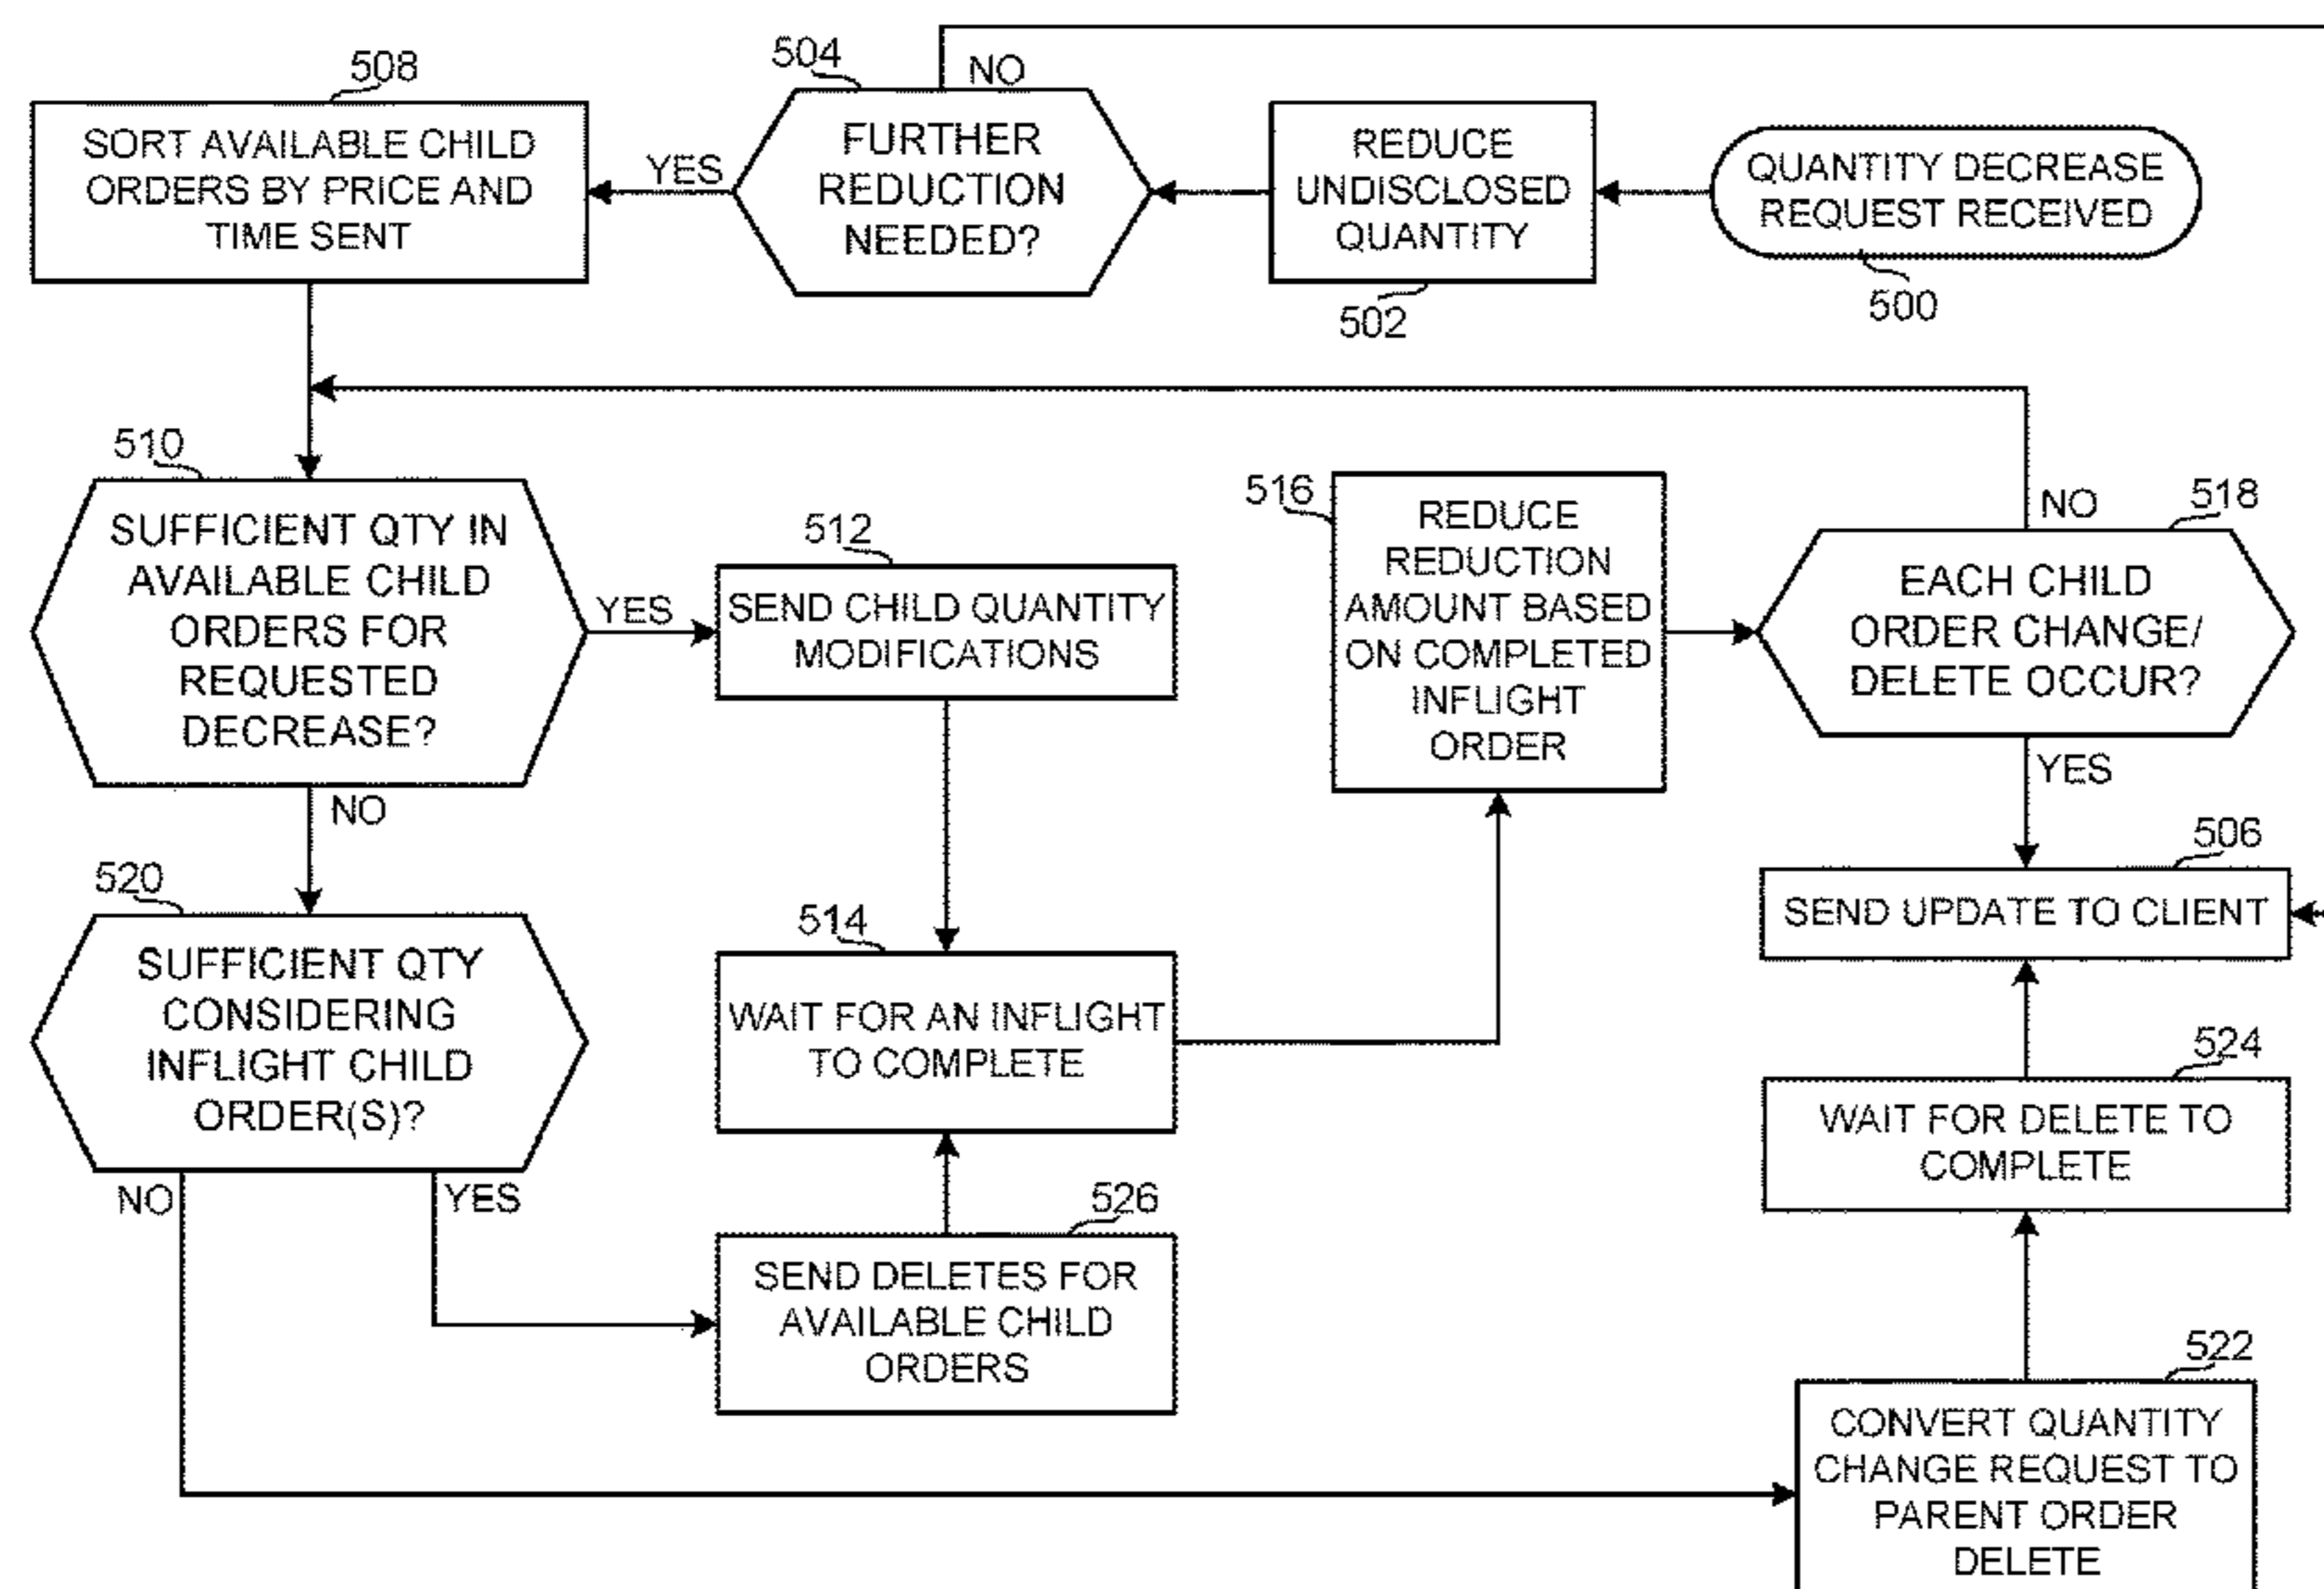 508
SORT AVAILABLE CHILD
ORDERS BY PRICE AND
TIME SENT
504
NO
FURTHER
REDUCTION
NEEDED?
YES
REDUCE
UNDISCLOSED
QUANTITY
502
QUANTITY DECREASE
REQUEST RECEIVED
500
510
SUFFICIENT QTY IN
AVAILABLE CHILD
ORDERS FOR
REQUESTED
DECREASE?
YES
NO
512
SEND CHILD QUANTITY
MODIFICATIONS
516
REDUCE
REDUCTION
AMOUNT BASED
ON COMPLETED
INFLIGHT
ORDER
NO
518
EACH CHILD
ORDER CHANGE/
DELETE OCCUR?
YES
506
SEND UPDATE TO CLIENT
520
SUFFICIENT QTY
CONSIDERING
INFLIGHT CHILD
ORDER(S)?
NO
YES
514
WAIT FOR AN INFLIGHT
TO COMPLETE
524
WAIT FOR DELETE TO
COMPLETE
526
SEND DELETES FOR
AVAILABLE CHILD
ORDERS
522
CONVERT QUANTITY
CHANGE REQUEST TO
PARENT ORDER
DELETE